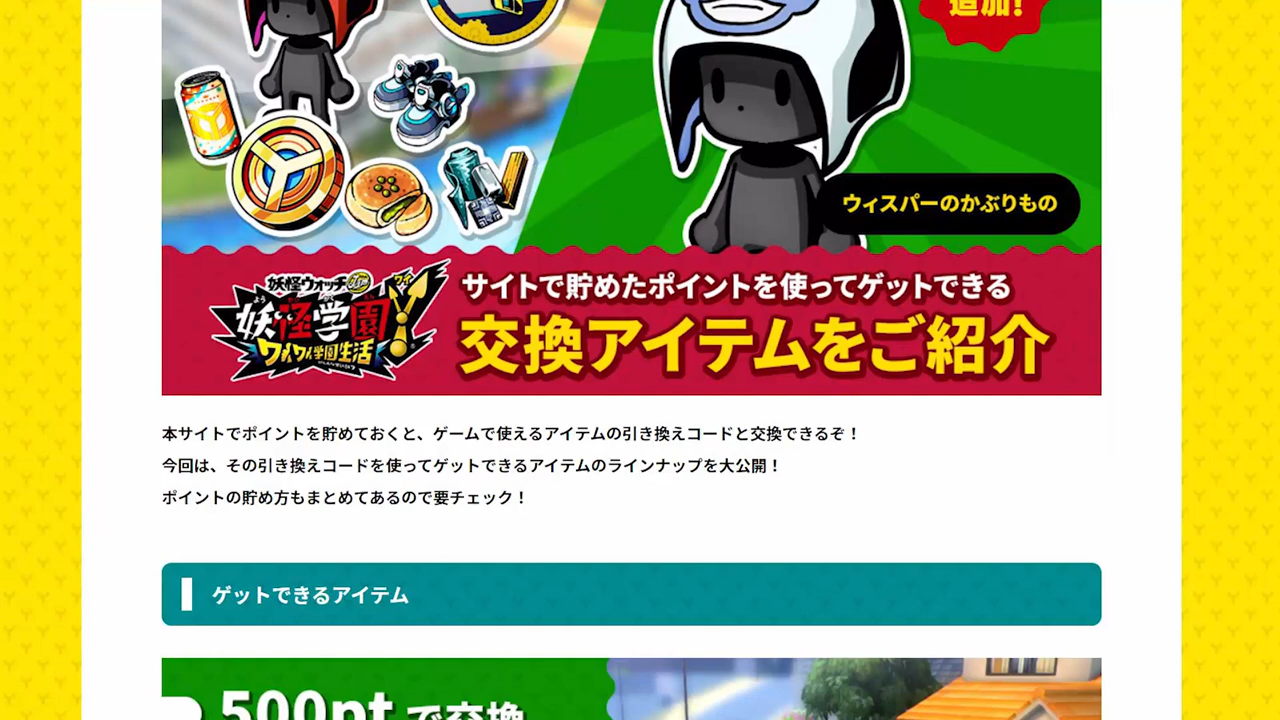 追加!
ウィスパーのかぶりもの
妖怪ウォッチJam
妖怪学園Y
ワイワイ学園生活
サイトで貯めたポイントを使ってゲットできる
交換アイテムをご紹介
本サイトでポイントを貯めておくと、ゲームで使えるアイテムの引き換えコードと交換できるぞ！
今回は、その引き換えコードを使ってゲットできるアイテムのラインナップを大公開！
ポイントの貯め方もまとめてあるので要チェック！
ゲットできるアイテム
500pt で交換